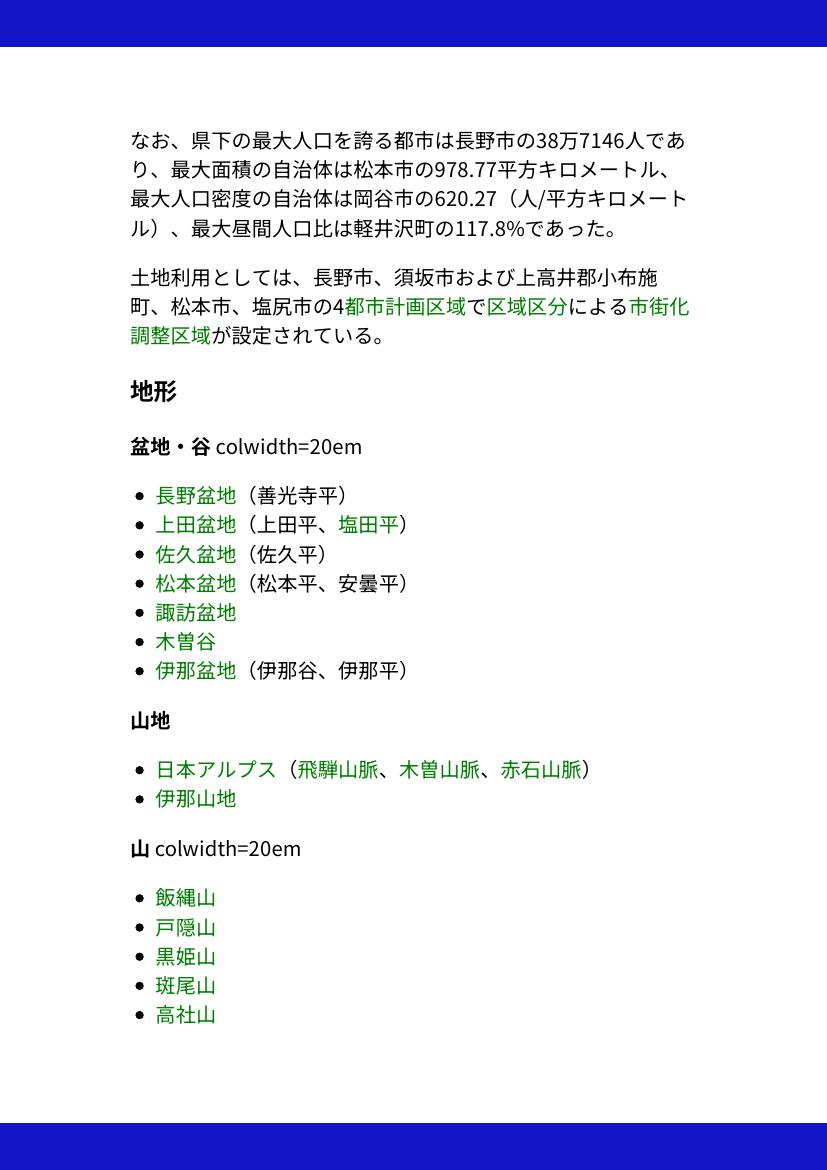 なお、県下の最大人口を誇る都市は長野市の38万7146人であ
り、最大面積の自治体は松本市の978.77平方キロメートル、
最大人口密度の自治体は岡谷市の620.27（人/平方キロメート
ル）、最大昼間人口比は軽井沢町の117.8%であった。
土地利用としては、長野市、須坂市および上高井郡小布施
町、松本市、塩尻市の4都市計画区域で区域区分による市街化
調整区域が設定されている。
地形
盆地・谷 colwidth=20em
• 長野盆地（善光寺平）
• 上田盆地（上田平、塩田平）
• 佐久盆地（佐久平）
• 松本盆地（松本平、安曇平）
• 諏訪盆地
• 木曽谷
• 伊那盆地（伊那谷、伊那平）
山地
• 日本アルプス（飛騨山脈、木曽山脈、赤石山脈）
• 伊那山地
山 colwidth=20em
• 飯縄山
• 戸隠山
• 黒姫山
• 斑尾山
• 高社山